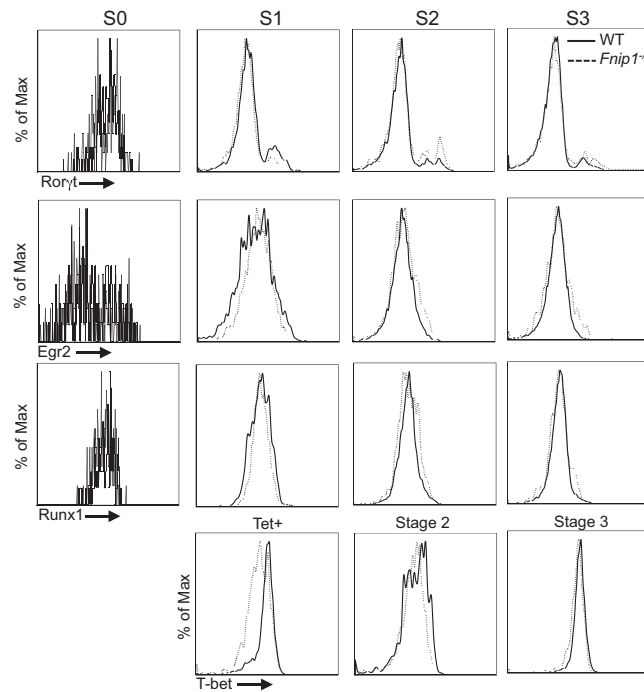 S0 S1 S2 S3
WT
Fnip1-/-
% of Max
Rorγt
% of Max
Egr2
% of Max
Runx1
Tet+ Stage 2 Stage 3
% of Max
T-bet